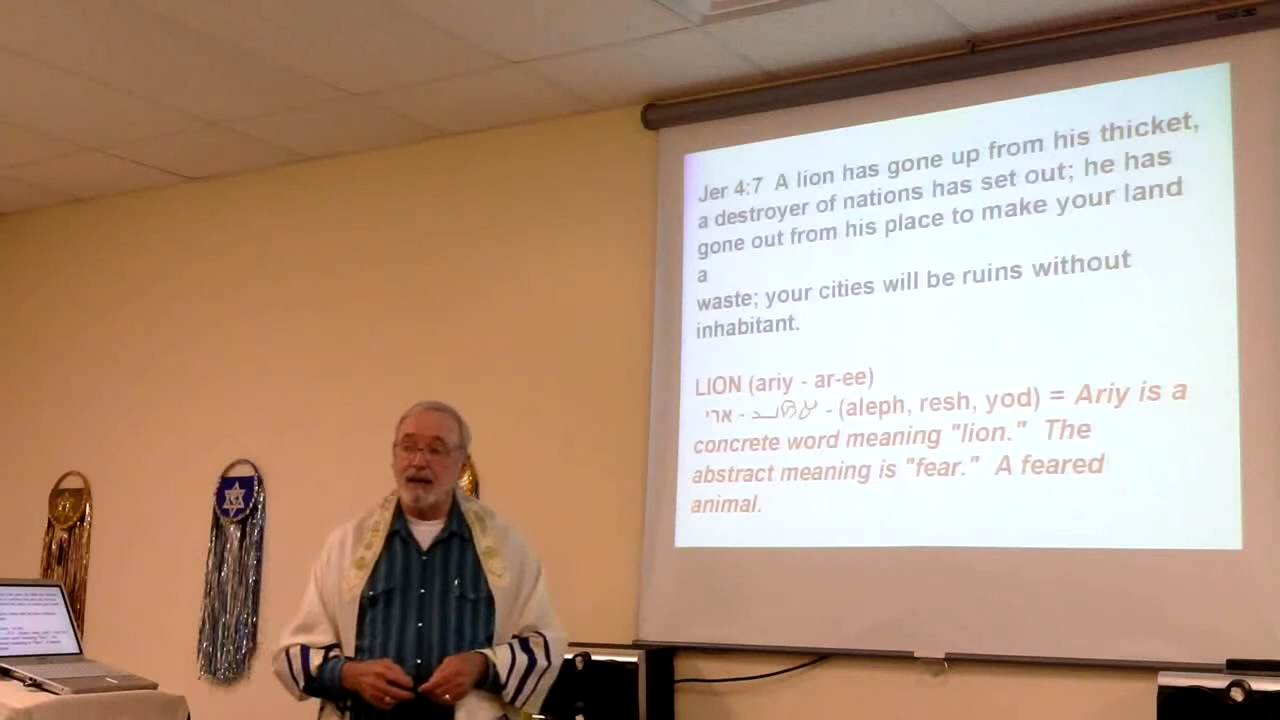 Jer 4:7 A lion has gone up from his thicket,
a destroyer of nations has set out; he has
gone out from his place to make your land
a
waste; your cities will be ruins without
inhabitant.
LION (ariy - ar-ee)
ארי - - (aleph, resh, yod) = Ariy is a
concrete word meaning "lion." The
abstract meaning is "fear." A feared
animal.